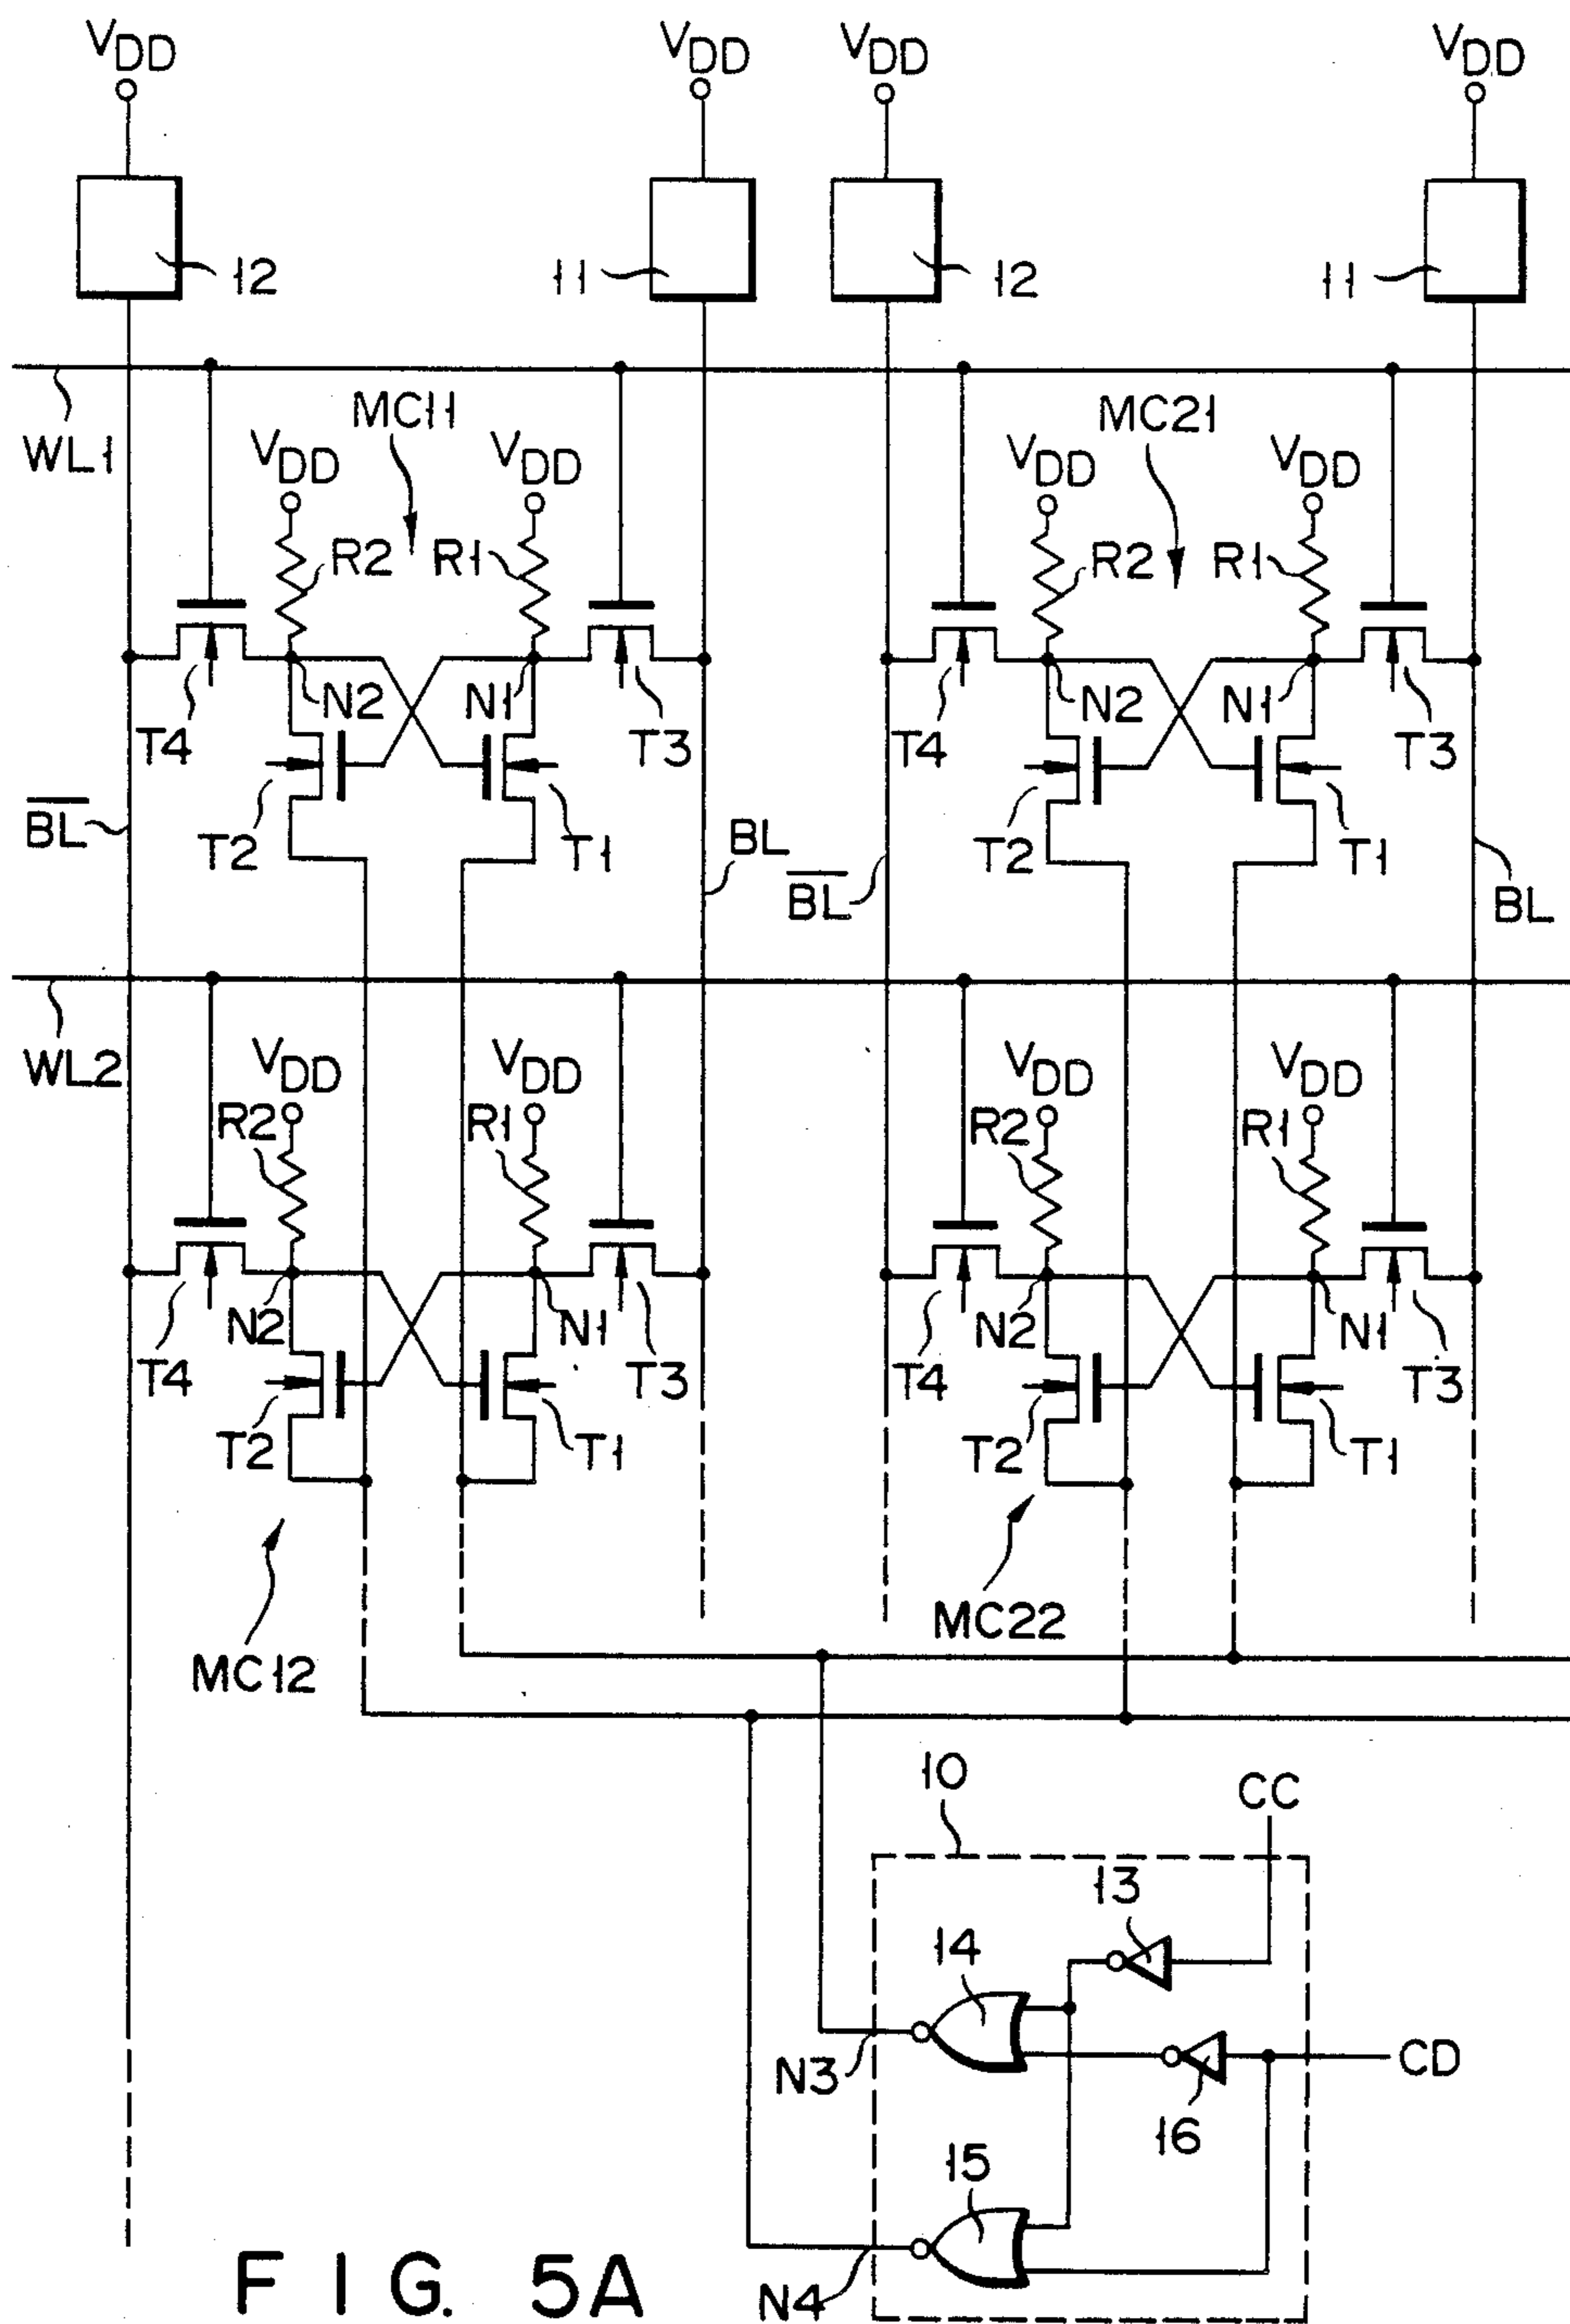 VDD VDD VDD VDD
12 11 12 11
WL1 MC11 MC21
VDD VDD VDD VDD
R2 R1 R2 R1
N2 N1 N2 N1
T4 T3 T4 T3
T2 T1 T2 T1
B̅L̅ BL B̅L̅ BL
WL2 VDD VDD VDD VDD
R2 R1 R2 R1
N2 N1 N2 N1
T4 T3 T4 T3
T2 T1 T2 T1
MC12 MC22
10 CC
13
14
N3 CD
16
15
N4
FIG. 5A